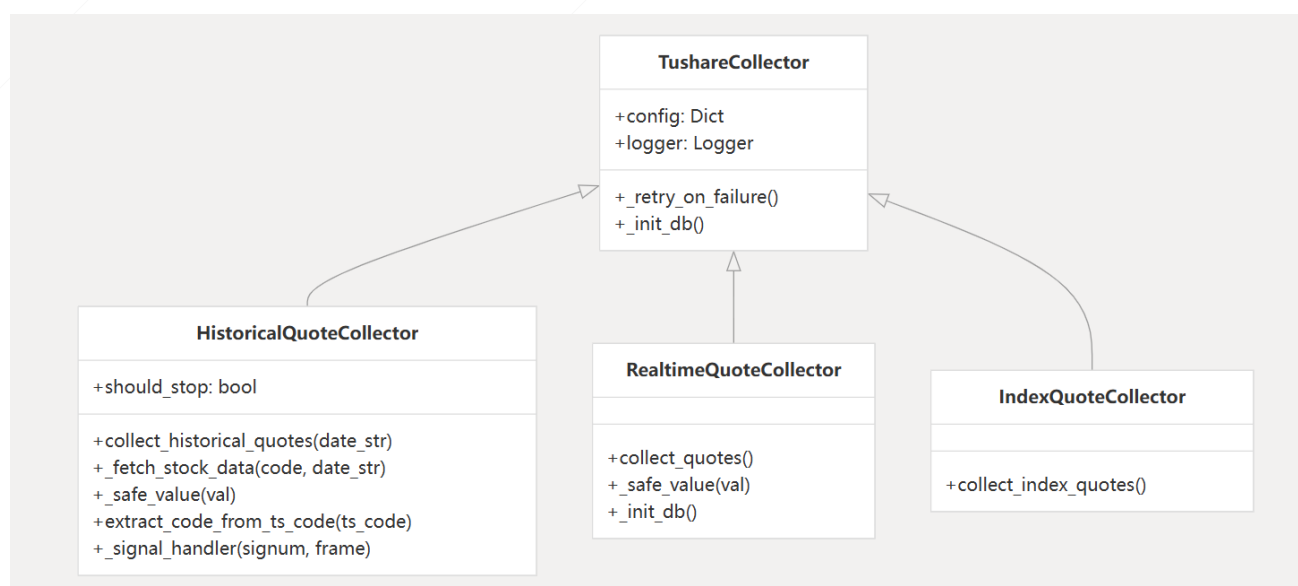 TushareCollector
+config: Dict
+logger: Logger
+_retry_on_failure()
+_init_db()
HistoricalQuoteCollector
+should_stop: bool
+collect_historical_quotes(date_str)
+_fetch_stock_data(code, date_str)
+_safe_value(val)
+extract_code_from_ts_code(ts_code)
+_signal_handler(signum, frame)
RealtimeQuoteCollector
+collect_quotes()
+_safe_value(val)
+_init_db()
IndexQuoteCollector
+collect_index_quotes()